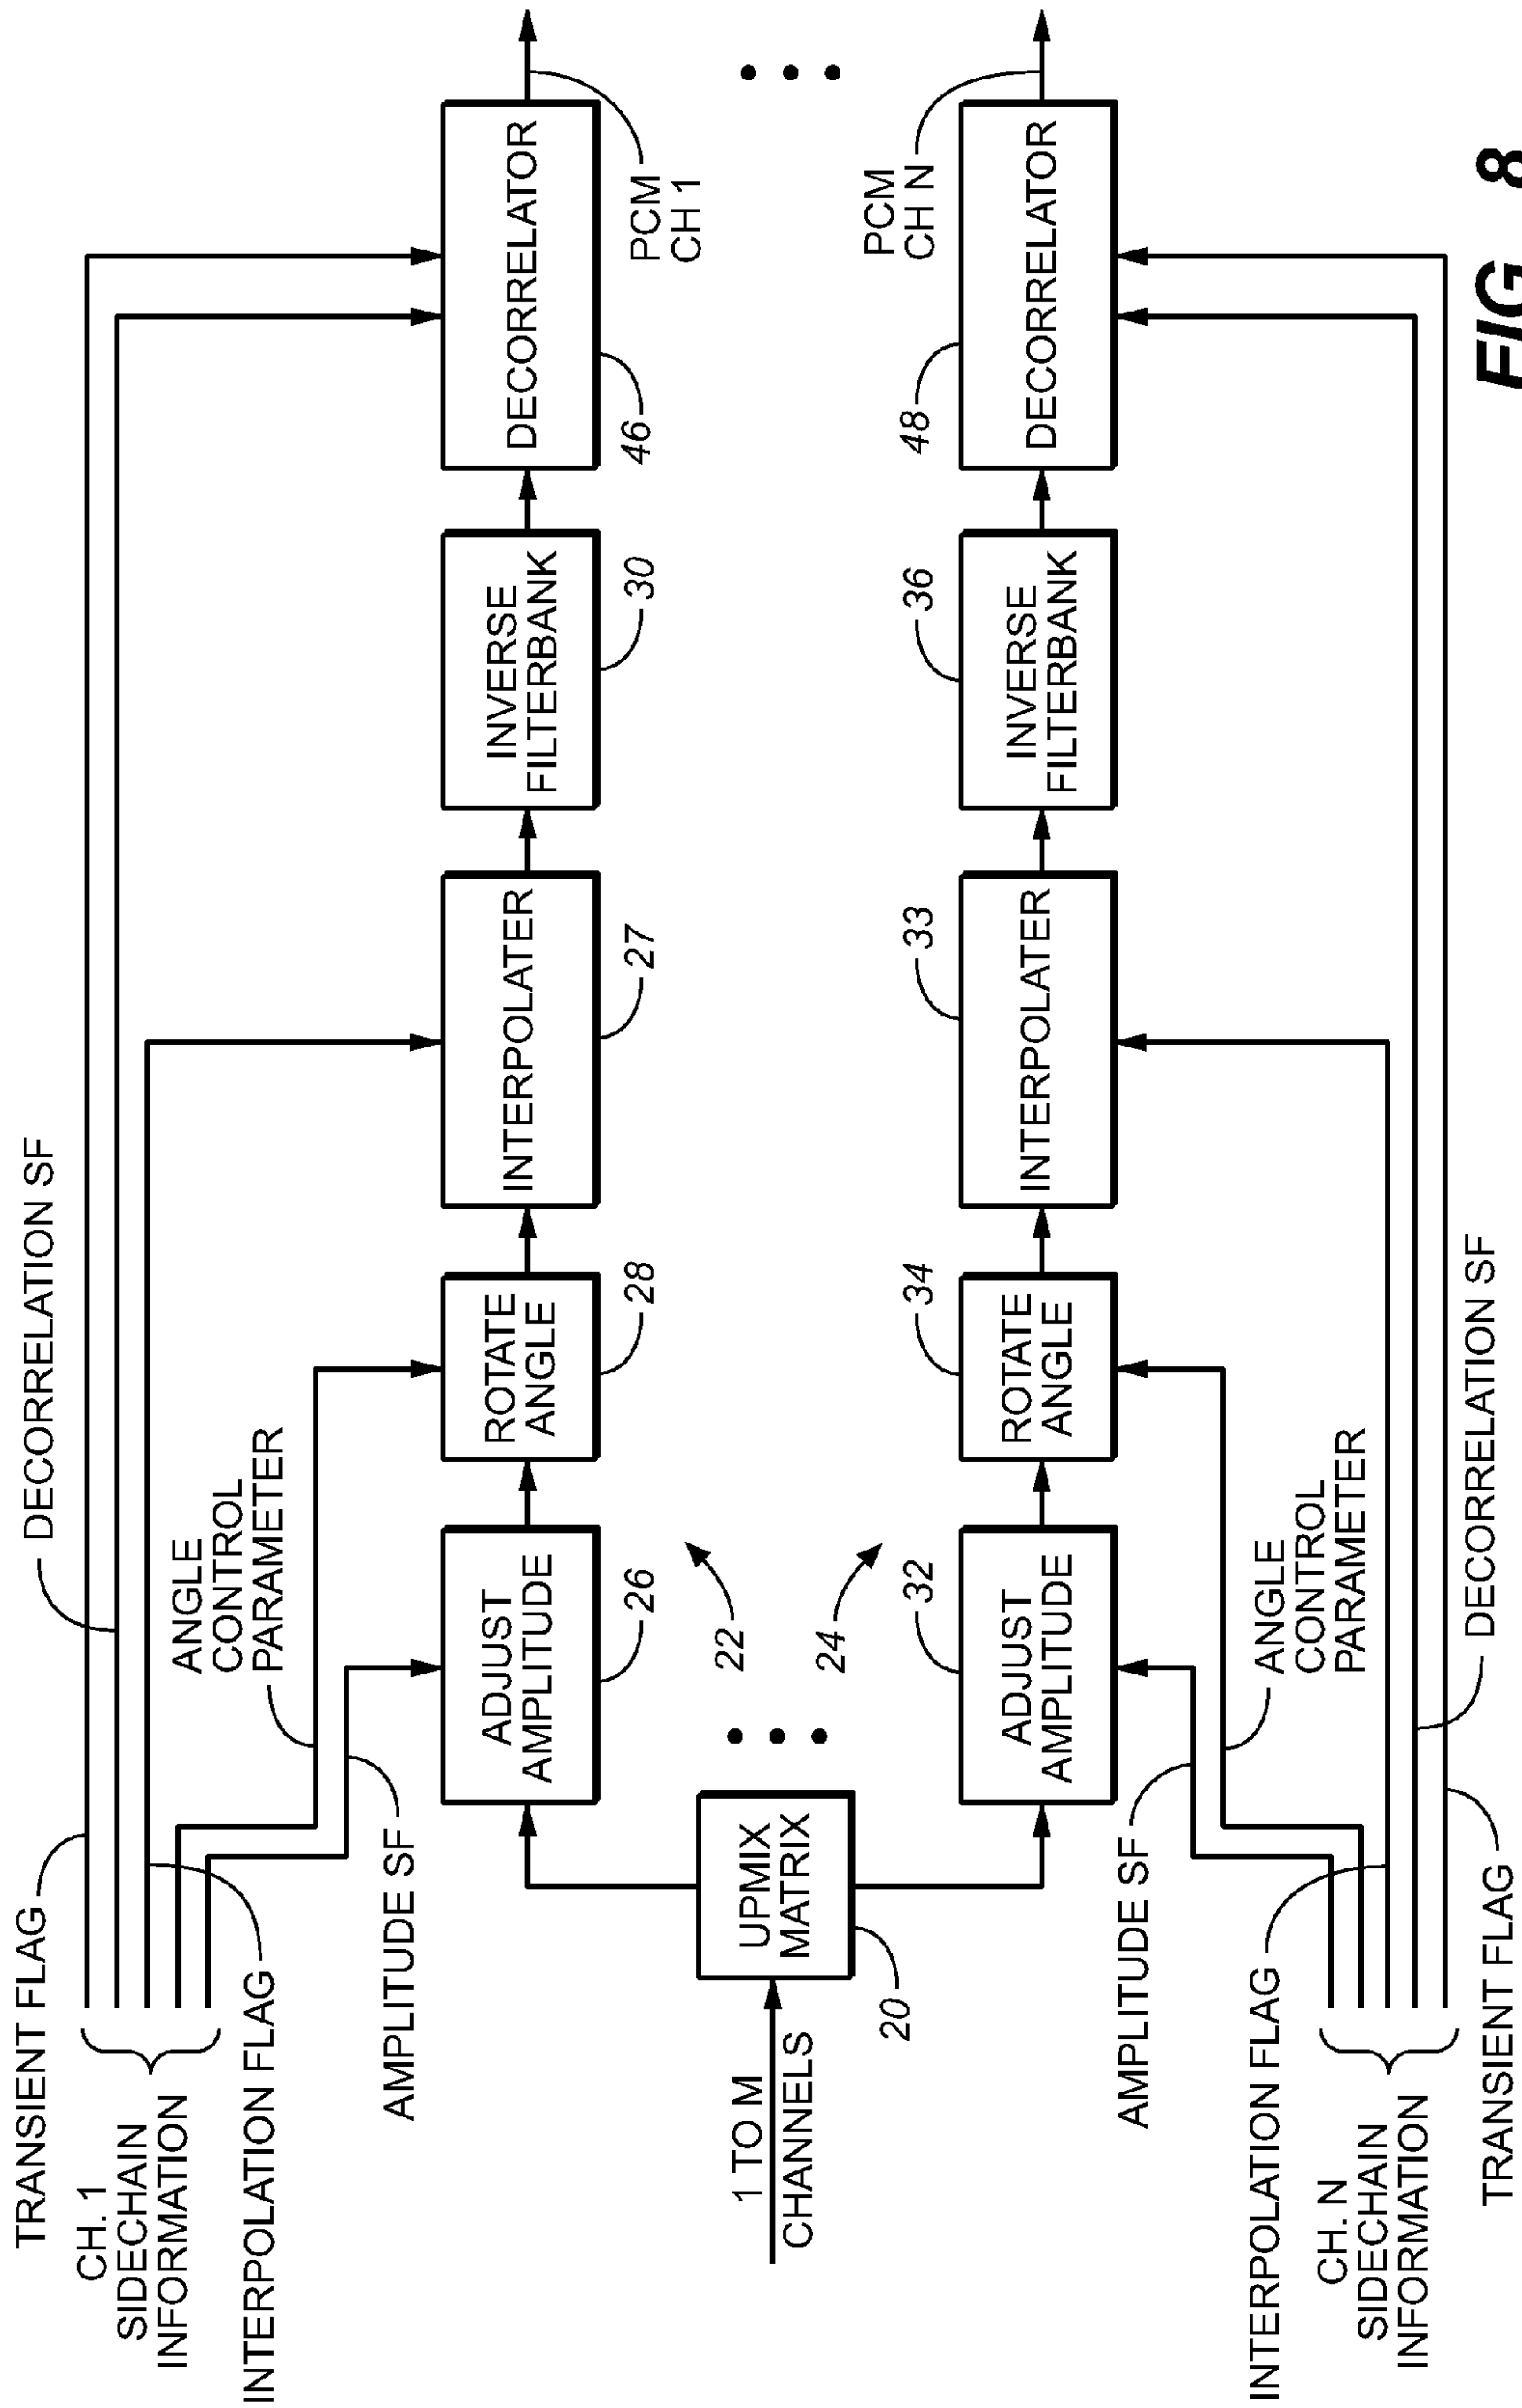 TRANSIENT FLAG
DECORRELATION SF
CH. 1
SIDECHAIN
INFORMATION
INTERPOLATION FLAG
ANGLE
CONTROL
PARAMETER
AMPLITUDE SF
ADJUST
AMPLITUDE
26
ROTATE
ANGLE
28
INTERPOLATER
27
INVERSE
FILTERBANK
30
DECORRELATOR
46
PCM
CH 1
22
1 TO M
CHANNELS
UPMIX
MATRIX
20
24
ADJUST
AMPLITUDE
32
ROTATE
ANGLE
34
INTERPOLATER
33
INVERSE
FILTERBANK
36
DECORRELATOR
48
PCM
CH N
AMPLITUDE SF
ANGLE
CONTROL
PARAMETER
INTERPOLATION FLAG
CH. N
SIDECHAIN
INFORMATION
DECORRELATION SF
TRANSIENT FLAG
FIG_8